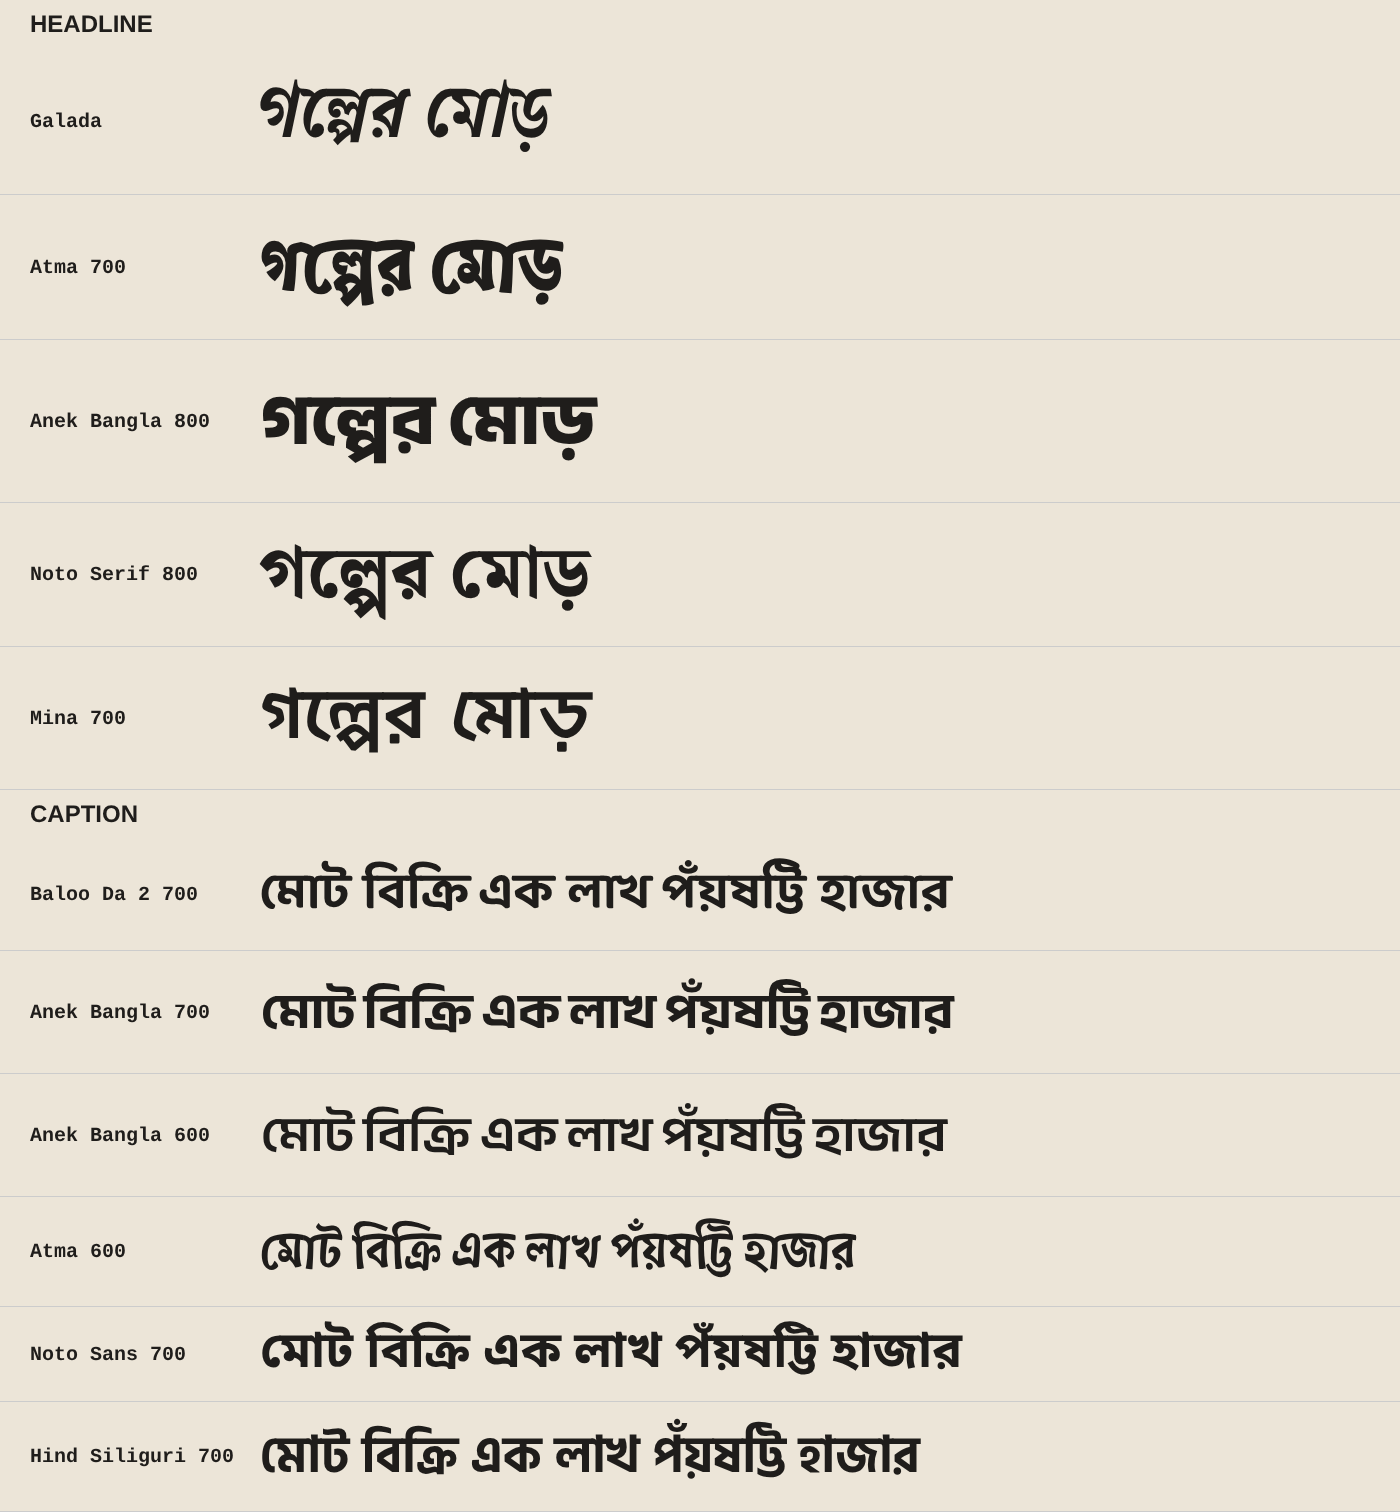 HEADLINE
Galada গল্পের মোড়
Atma 700 গল্পের মোড়
Anek Bangla 800 গল্পের মোড়
Noto Serif 800 গল্পের মোড়
Mina 700 গল্পের মোড়
CAPTION
Baloo Da 2 700 মোট বিক্রি এক লাখ পঁয়ষট্টি হাজার
Anek Bangla 700 মোট বিক্রি এক লাখ পঁয়ষট্টি হাজার
Anek Bangla 600 মোট বিক্রি এক লাখ পঁয়ষট্টি হাজার
Atma 600 মোট বিক্রি এক লাখ পঁয়ষট্টি হাজার
Noto Sans 700 মোট বিক্রি এক লাখ পঁয়ষট্টি হাজার
Hind Siliguri 700 মোট বিক্রি এক লাখ পঁয়ষট্টি হাজার